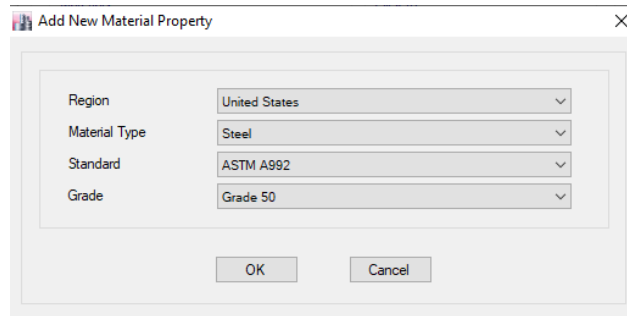 Add New Material Property
Region United States
Material Type Steel
Standard ASTM A992
Grade Grade 50
OK Cancel